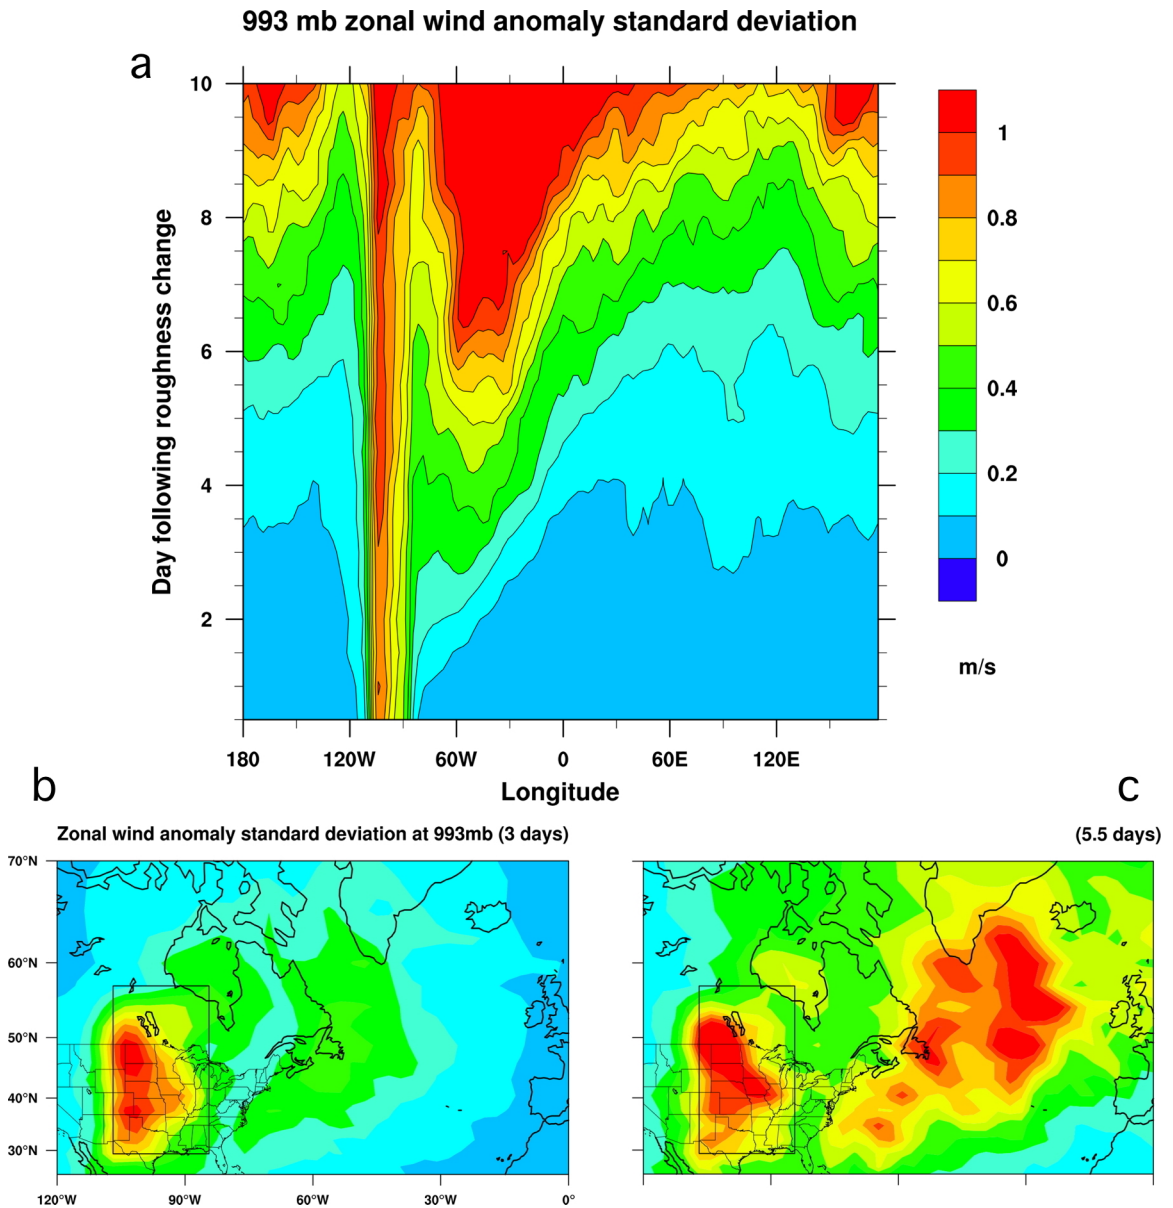 993 mb zonal wind anomaly standard deviation
a
10
8
6
4
2
Day following roughness change
180 120W 60W 0 60E 120E
Longitude
1
0.8
0.6
0.4
0.2
0
m/s
b
c
Zonal wind anomaly standard deviation at 993mb (3 days)
(5.5 days)
70°N
60°N
50°N
40°N
30°N
120°W 90°W 60°W 30°W 0°